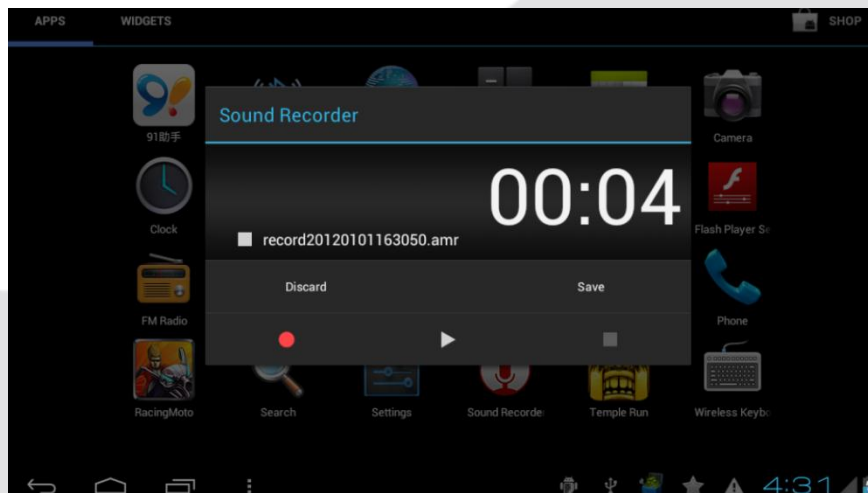 APPS WIDGETS SHOP
Sound Recorder
91助手
Camera
00:04
record20120101163050.amr
Clock
Flash Player Se
Discard Save
FM Radio
Phone
RacingMoto Search Settings Sound Recorde Temple Run Wireless Keybo
4:31